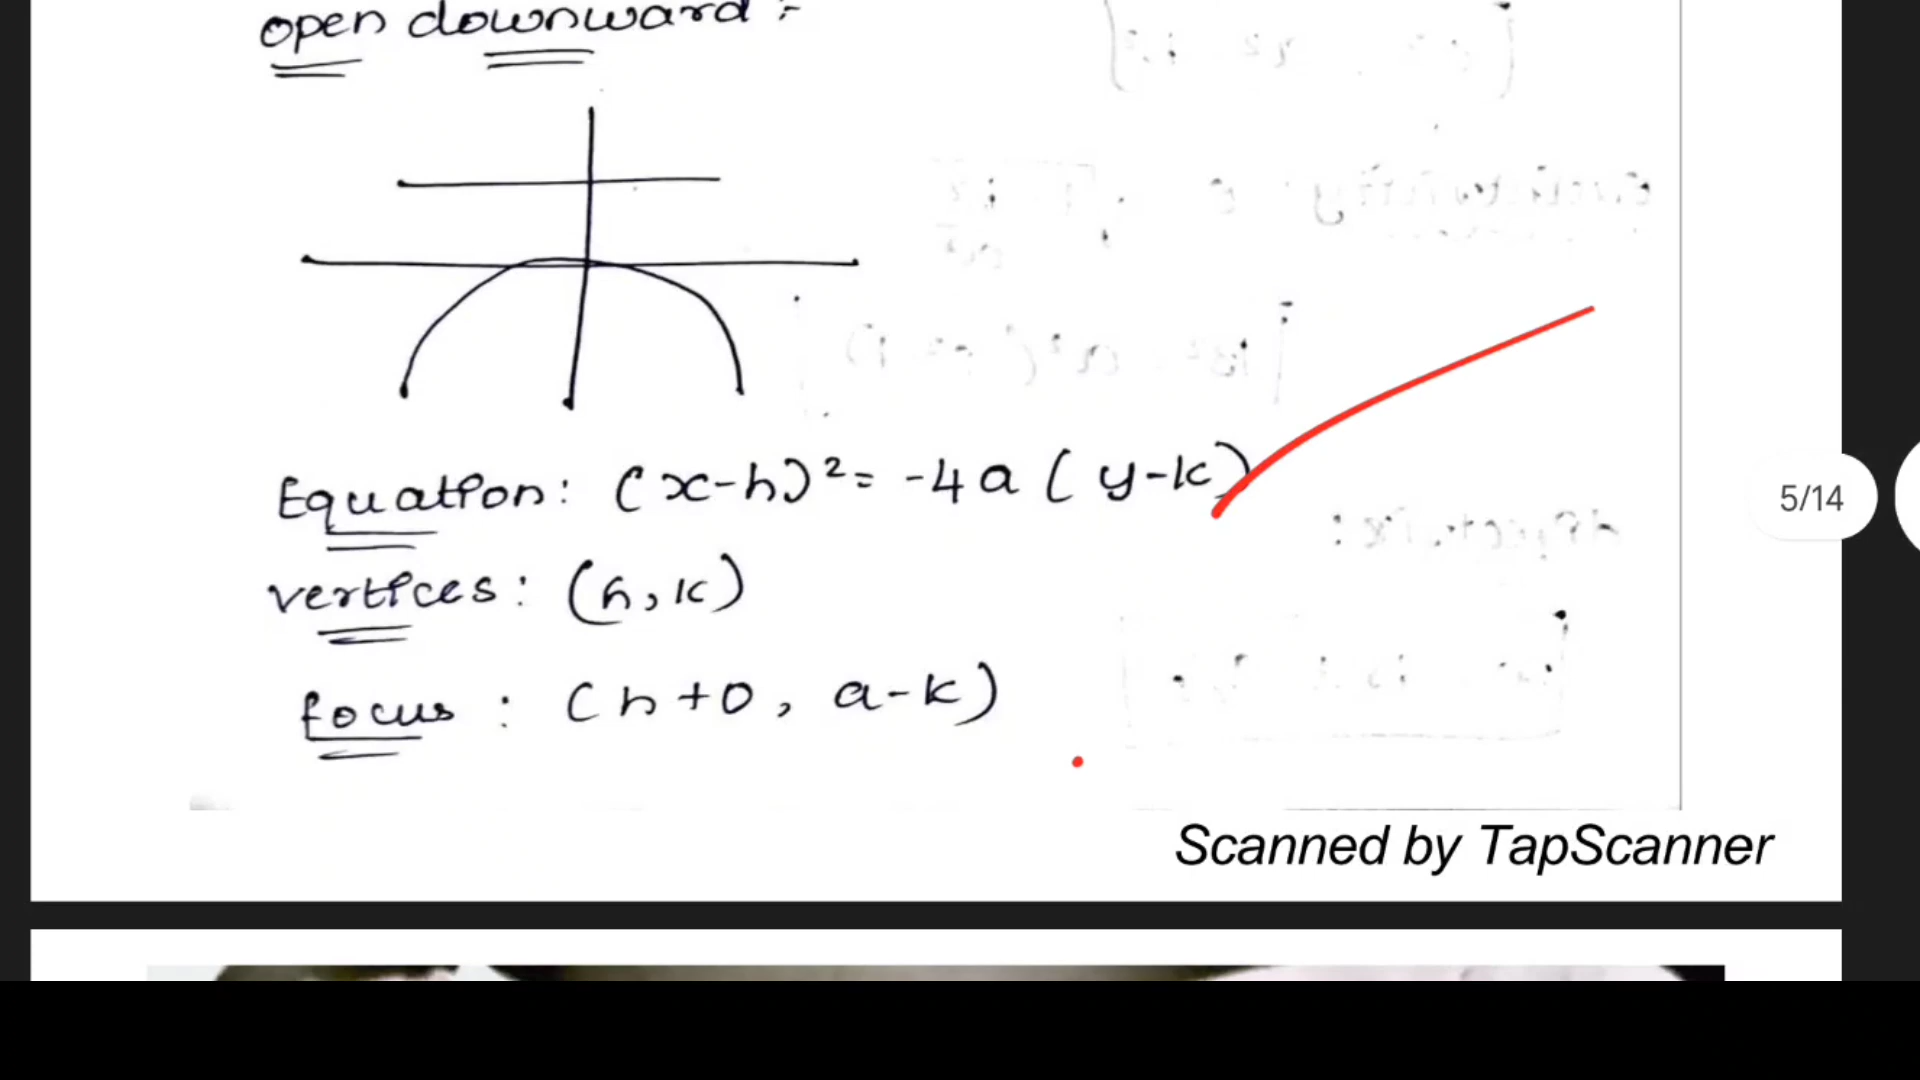 open downward :-
Equation: (x-h)²= -4a (y-k)
5/14
vertices: (h,k)
focus : (h+0, a-k)
Scanned by TapScanner